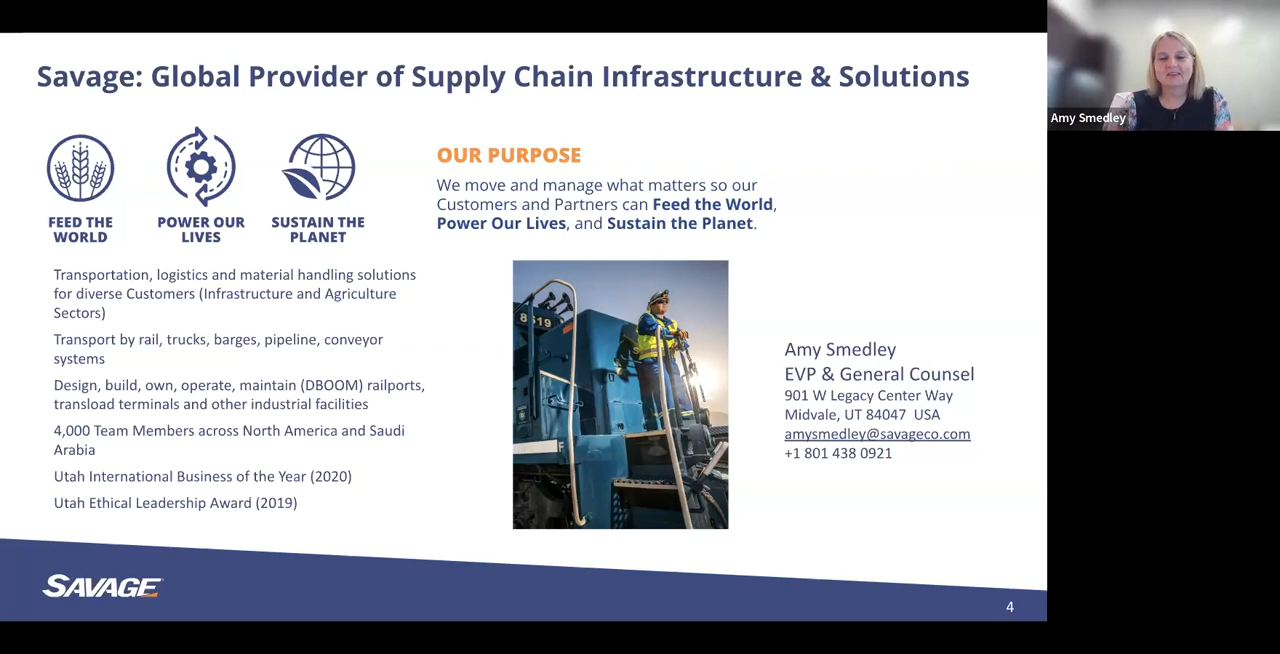 Savage: Global Provider of Supply Chain Infrastructure & Solutions
Amy Smedley
FEED THE
WORLD
POWER OUR
LIVES
SUSTAIN THE
PLANET
OUR PURPOSE
We move and manage what matters so our
Customers and Partners can Feed the World,
Power Our Lives, and Sustain the Planet.
Transportation, logistics and material handling solutions
for diverse Customers (Infrastructure and Agriculture
Sectors)
Transport by rail, trucks, barges, pipeline, conveyor
systems
Design, build, own, operate, maintain (DBOOM) railports,
transload terminals and other industrial facilities
4,000 Team Members across North America and Saudi
Arabia
Utah International Business of the Year (2020)
Utah Ethical Leadership Award (2019)
8519
F
Amy Smedley
EVP & General Counsel
901 W Legacy Center Way
Midvale, UT 84047 USA
amysmedley@savageco.com
+1 801 438 0921
SAVAGE
4